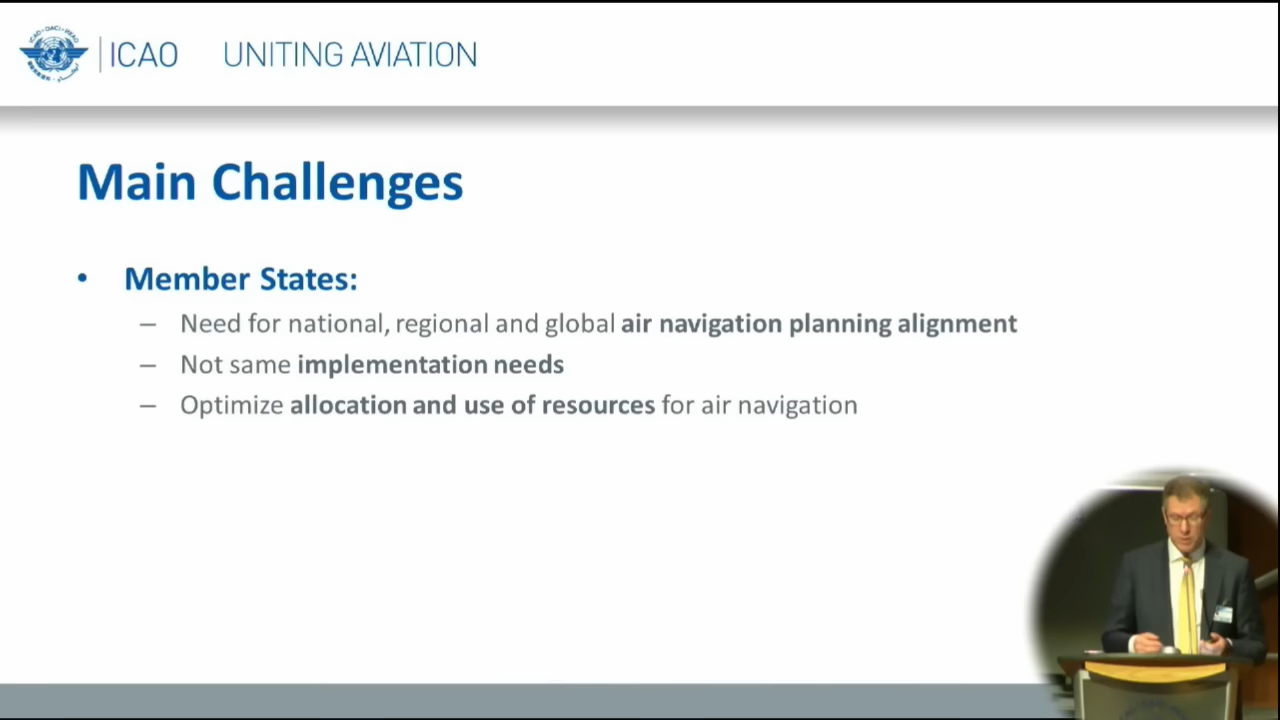 ICAO UNITING AVIATION
Main Challenges
• Member States:
– Need for national, regional and global air navigation planning alignment
– Not same implementation needs
– Optimize allocation and use of resources for air navigation